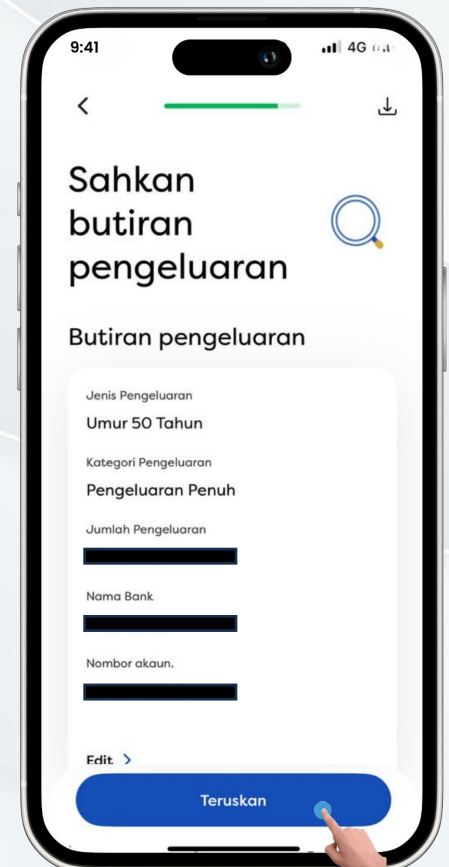 9:41
4G
Sahkan
butiran
pengeluaran
Butiran pengeluaran
Jenis Pengeluaran
Umur 50 Tahun
Kategori Pengeluaran
Pengeluaran Penuh
Jumlah Pengeluaran
Nama Bank
Nombor akaun.
Edit >
Teruskan